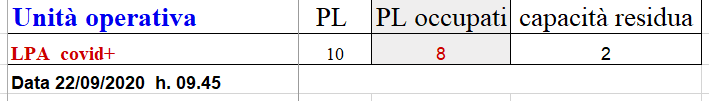 Unità operativa PL PL occupati capacità residua
LPA covid+ 10 8 2
Data 22/09/2020 h. 09.45